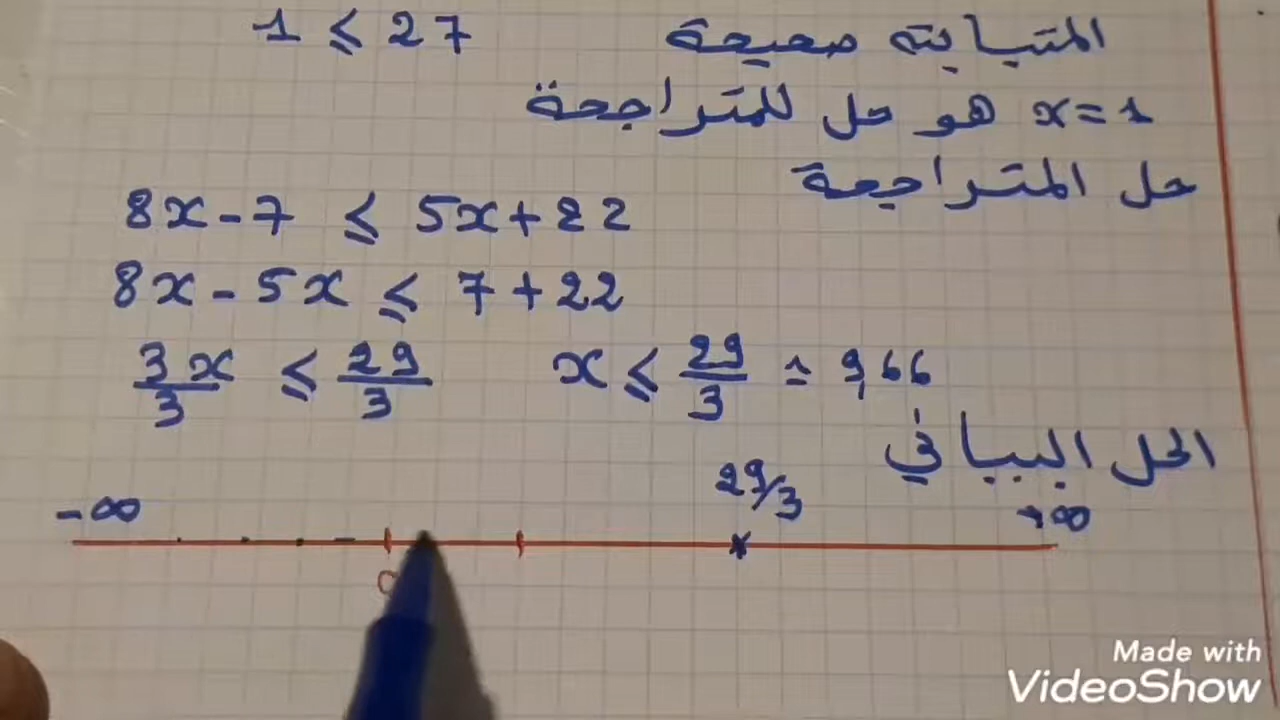 1 ≤ 27 المتباينة صحيحة
x=1 هو حل للمتراجحة
حل المتراجحة
8x - 7 ≤ 5x + 22
8x - 5x ≤ 7 + 22
3x/3 ≤ 29/3 x ≤ 29/3 ≃ 9,66
الحل البياني
-∞ 29/3 +∞
0
Made with
VideoShow